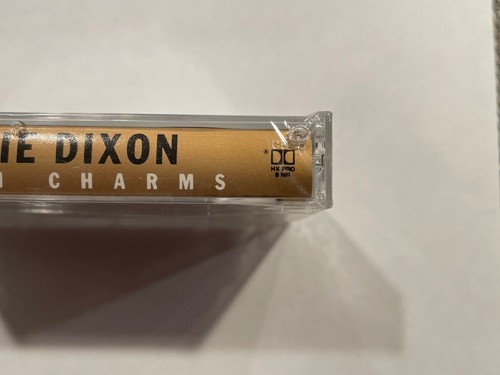 IE DIXON
CHARMS
HX PRO
B NR